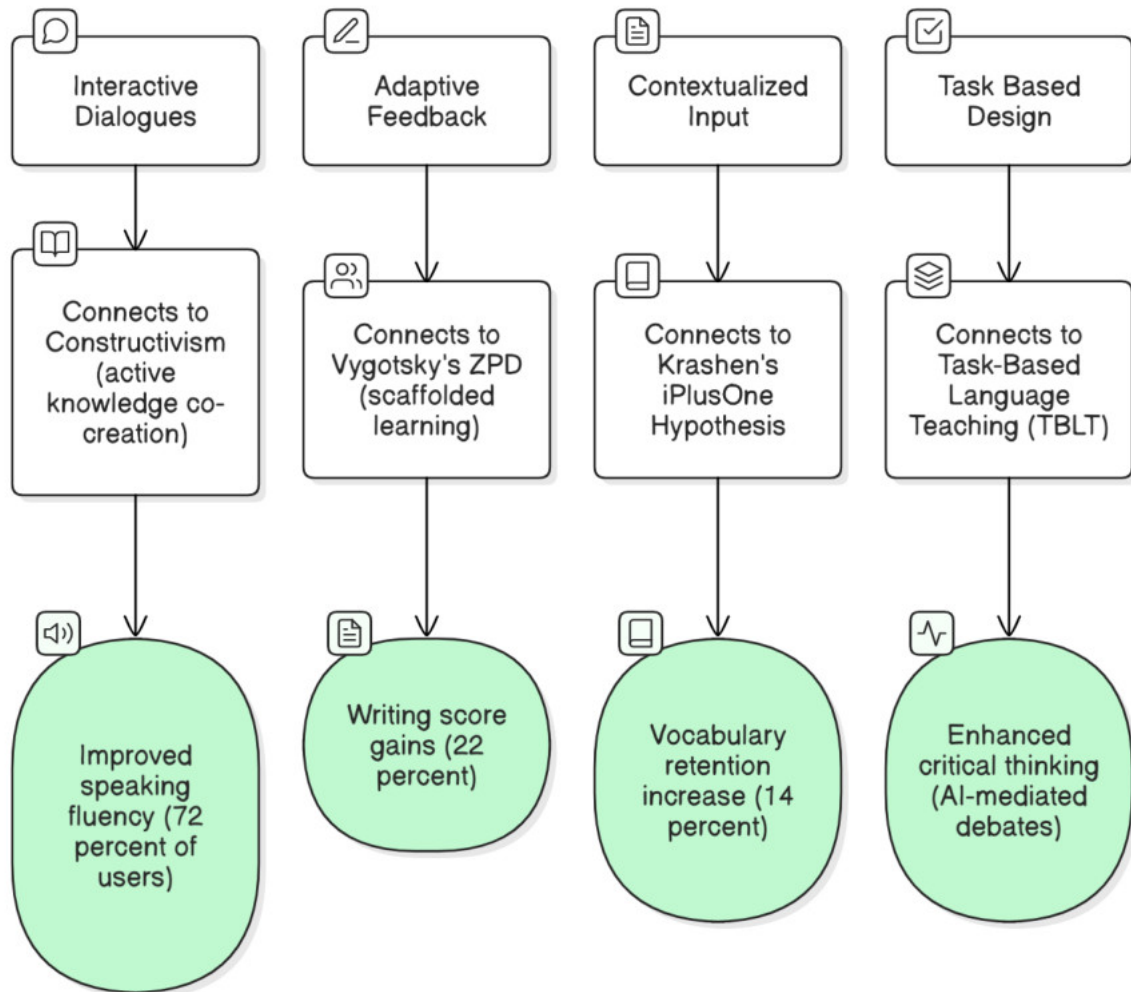 Interactive
Dialogues
Adaptive
Feedback
Contextualized
Input
Task Based
Design
Connects to
Constructivism
(active
knowledge co-
creation)
Connects to
Vygotsky's ZPD
(scaffolded
learning)
Connects to
Krashen's
iPlusOne
Hypothesis
Connects to
Task-Based
Language
Teaching (TBLT)
Improved
speaking
fluency (72
percent of
users)
Writing score
gains (22
percent)
Vocabulary
retention
increase (14
percent)
Enhanced
critical thinking
(AI-mediated
debates)